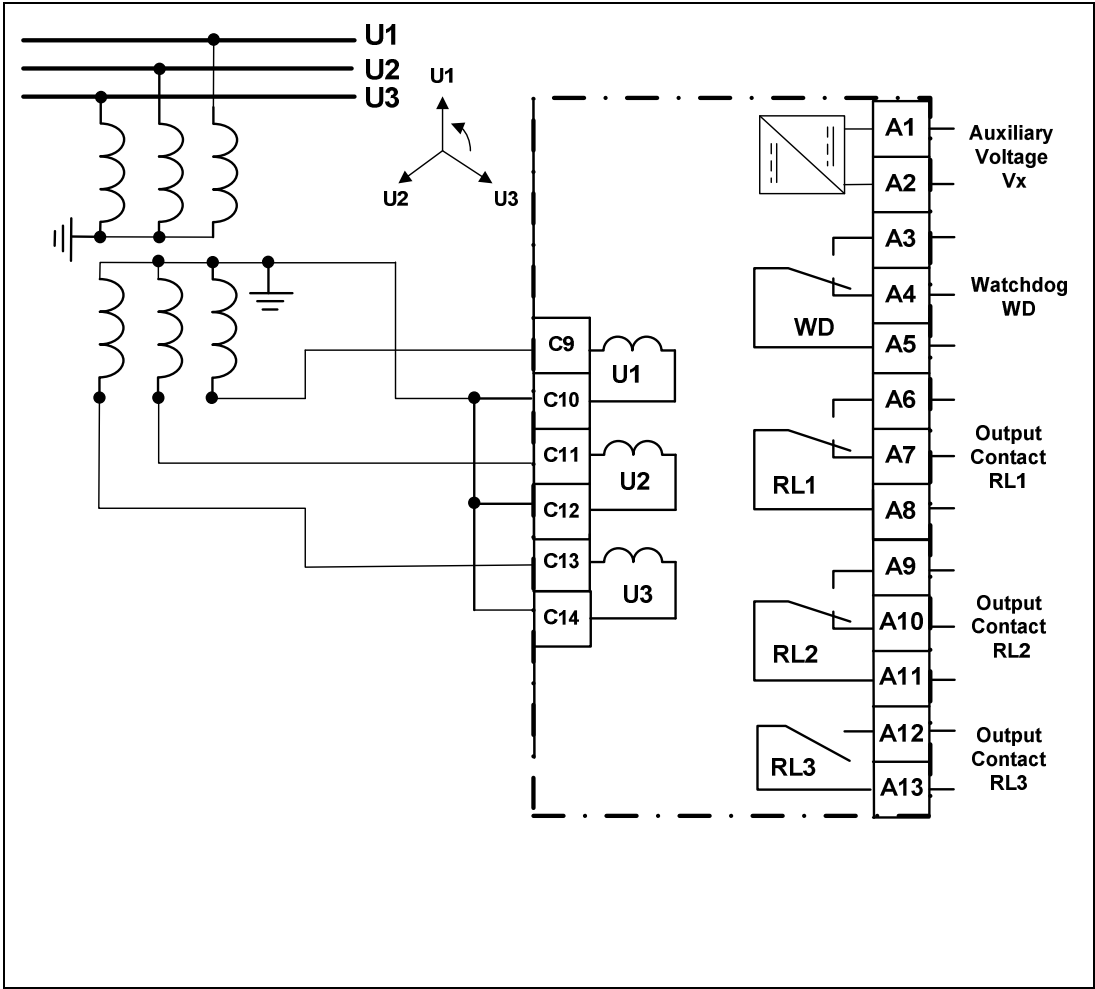 U1
U2
U3
U1
U2
U3
C9
U1
C10
C11
U2
C12
C13
U3
C14
A1
Auxiliary
Voltage
Vx
A2
A3
A4
Watchdog
WD
WD
A5
A6
A7
Output
Contact
RL1
RL1
A8
A9
A10
Output
Contact
RL2
RL2
A11
A12
Output
Contact
RL3
RL3
A13